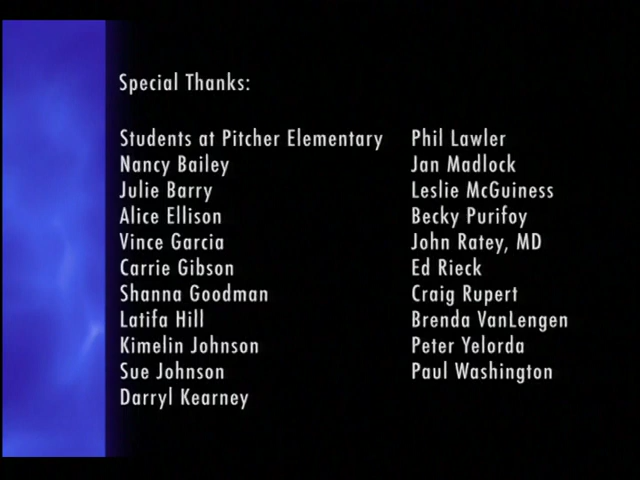 Special Thanks:
Students at Pitcher Elementary
Nancy Bailey
Julie Barry
Alice Ellison
Vince Garcia
Carrie Gibson
Shanna Goodman
Latifa Hill
Kimelin Johnson
Sue Johnson
Darryl Kearney
Phil Lawler
Jan Madlock
Leslie McGuiness
Becky Purifoy
John Ratey, MD
Ed Rieck
Craig Rupert
Brenda VanLengen
Peter Yelorda
Paul Washington